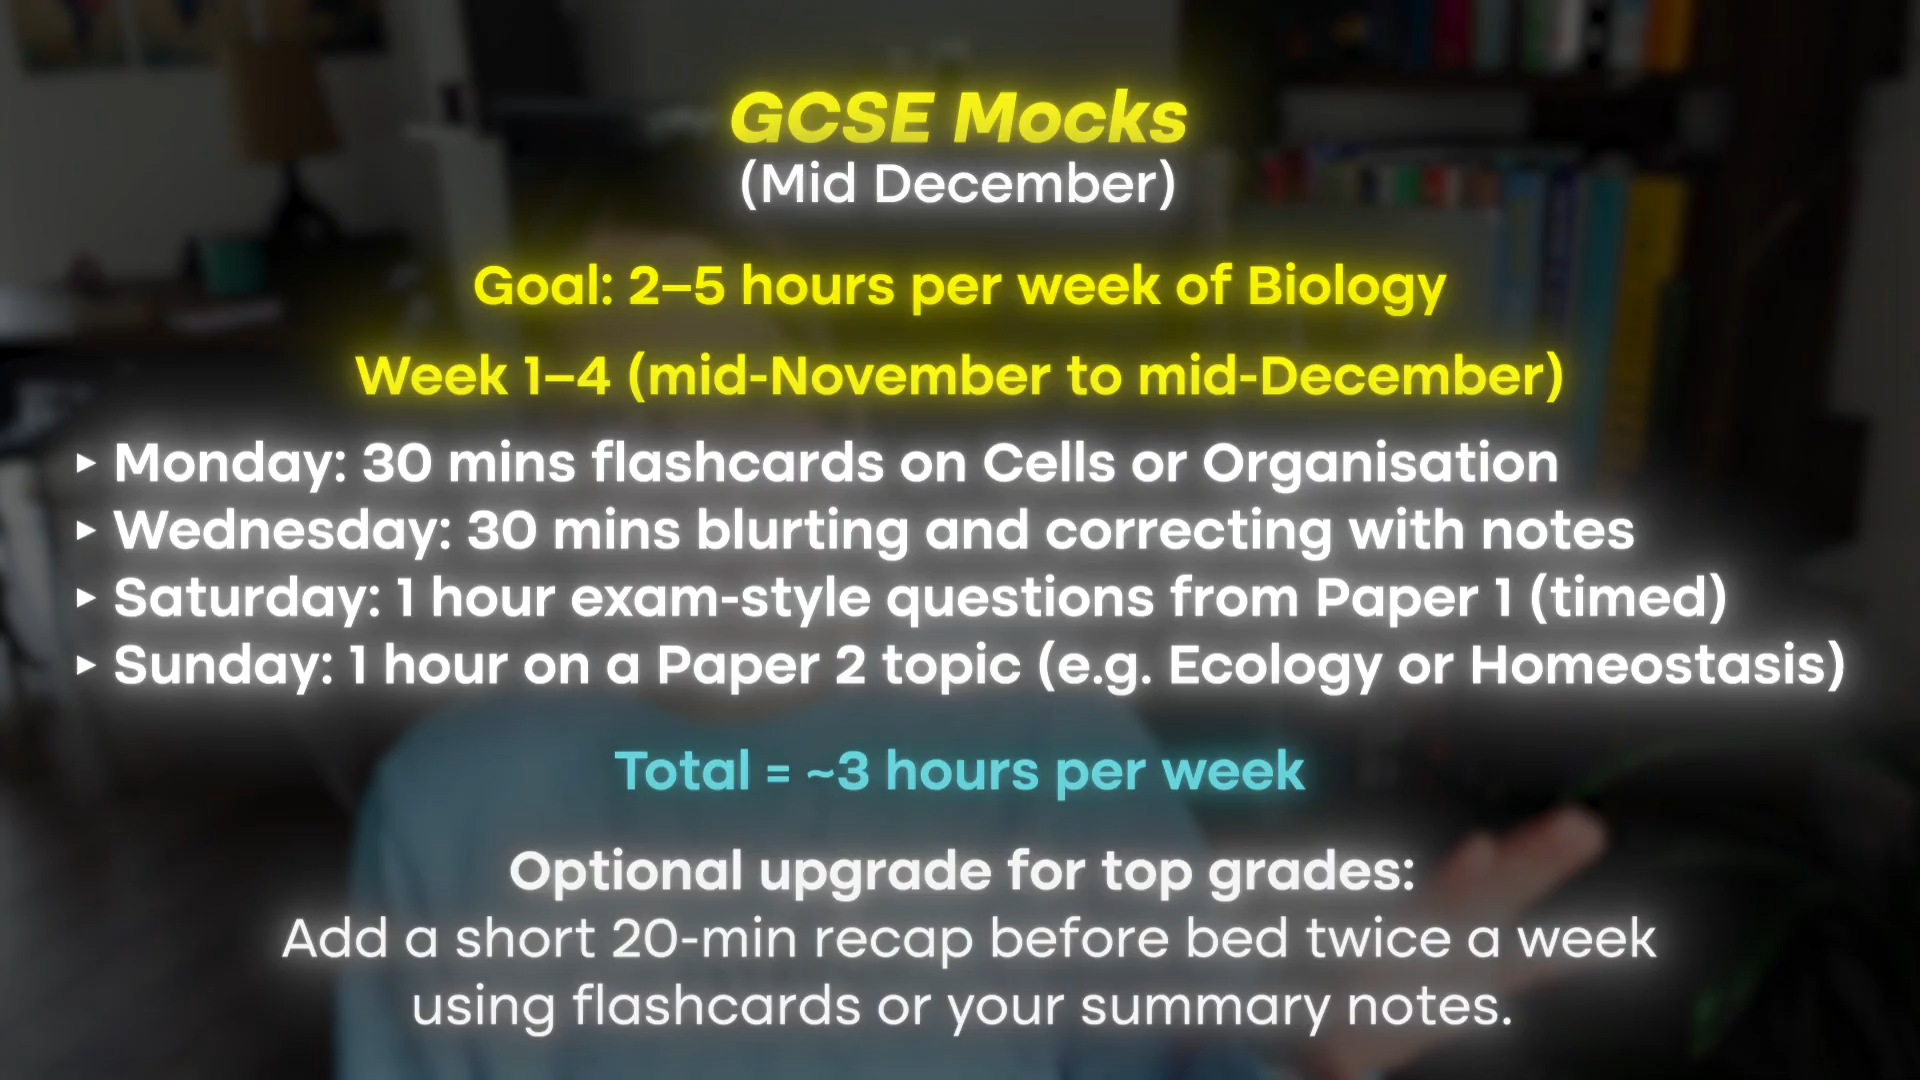 GCSE Mocks
(Mid December)
Goal: 2–5 hours per week of Biology
Week 1–4 (mid-November to mid-December)
▸ Monday: 30 mins flashcards on Cells or Organisation
▸ Wednesday: 30 mins blurting and correcting with notes
▸ Saturday: 1 hour exam-style questions from Paper 1 (timed)
▸ Sunday: 1 hour on a Paper 2 topic (e.g. Ecology or Homeostasis)
Total = ~3 hours per week
Optional upgrade for top grades:
Add a short 20-min recap before bed twice a week
using flashcards or your summary notes.